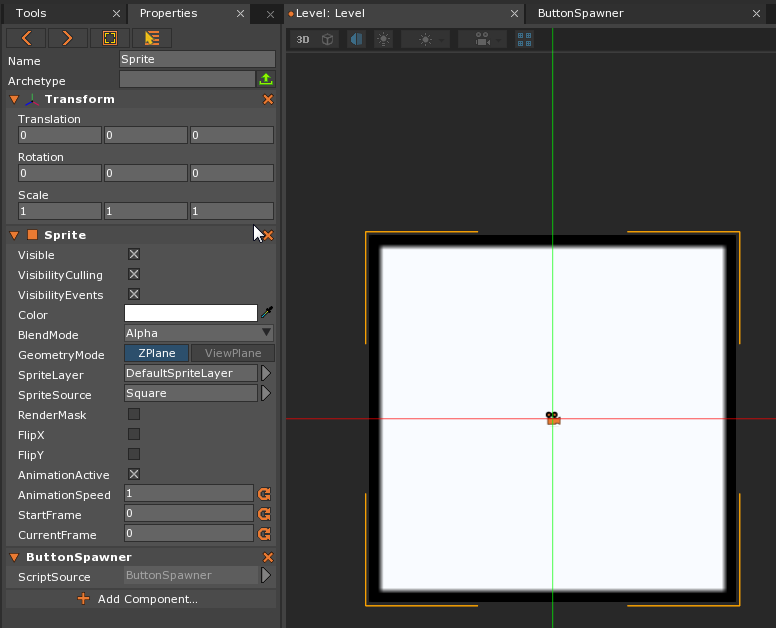 Tools Properties Level: Level ButtonSpawner
3D
Name Sprite
Archetype
Transform
Translation
0 0 0
Rotation
0 0 0
Scale
1 1 1
Sprite
Visible
VisibilityCulling
VisibilityEvents
Color
BlendMode Alpha
GeometryMode ZPlane ViewPlane
SpriteLayer DefaultSpriteLayer
SpriteSource Square
RenderMask
FlipX
FlipY
AnimationActive
AnimationSpeed 1
StartFrame 0
CurrentFrame 0
ButtonSpawner
ScriptSource ButtonSpawner
Add Component...